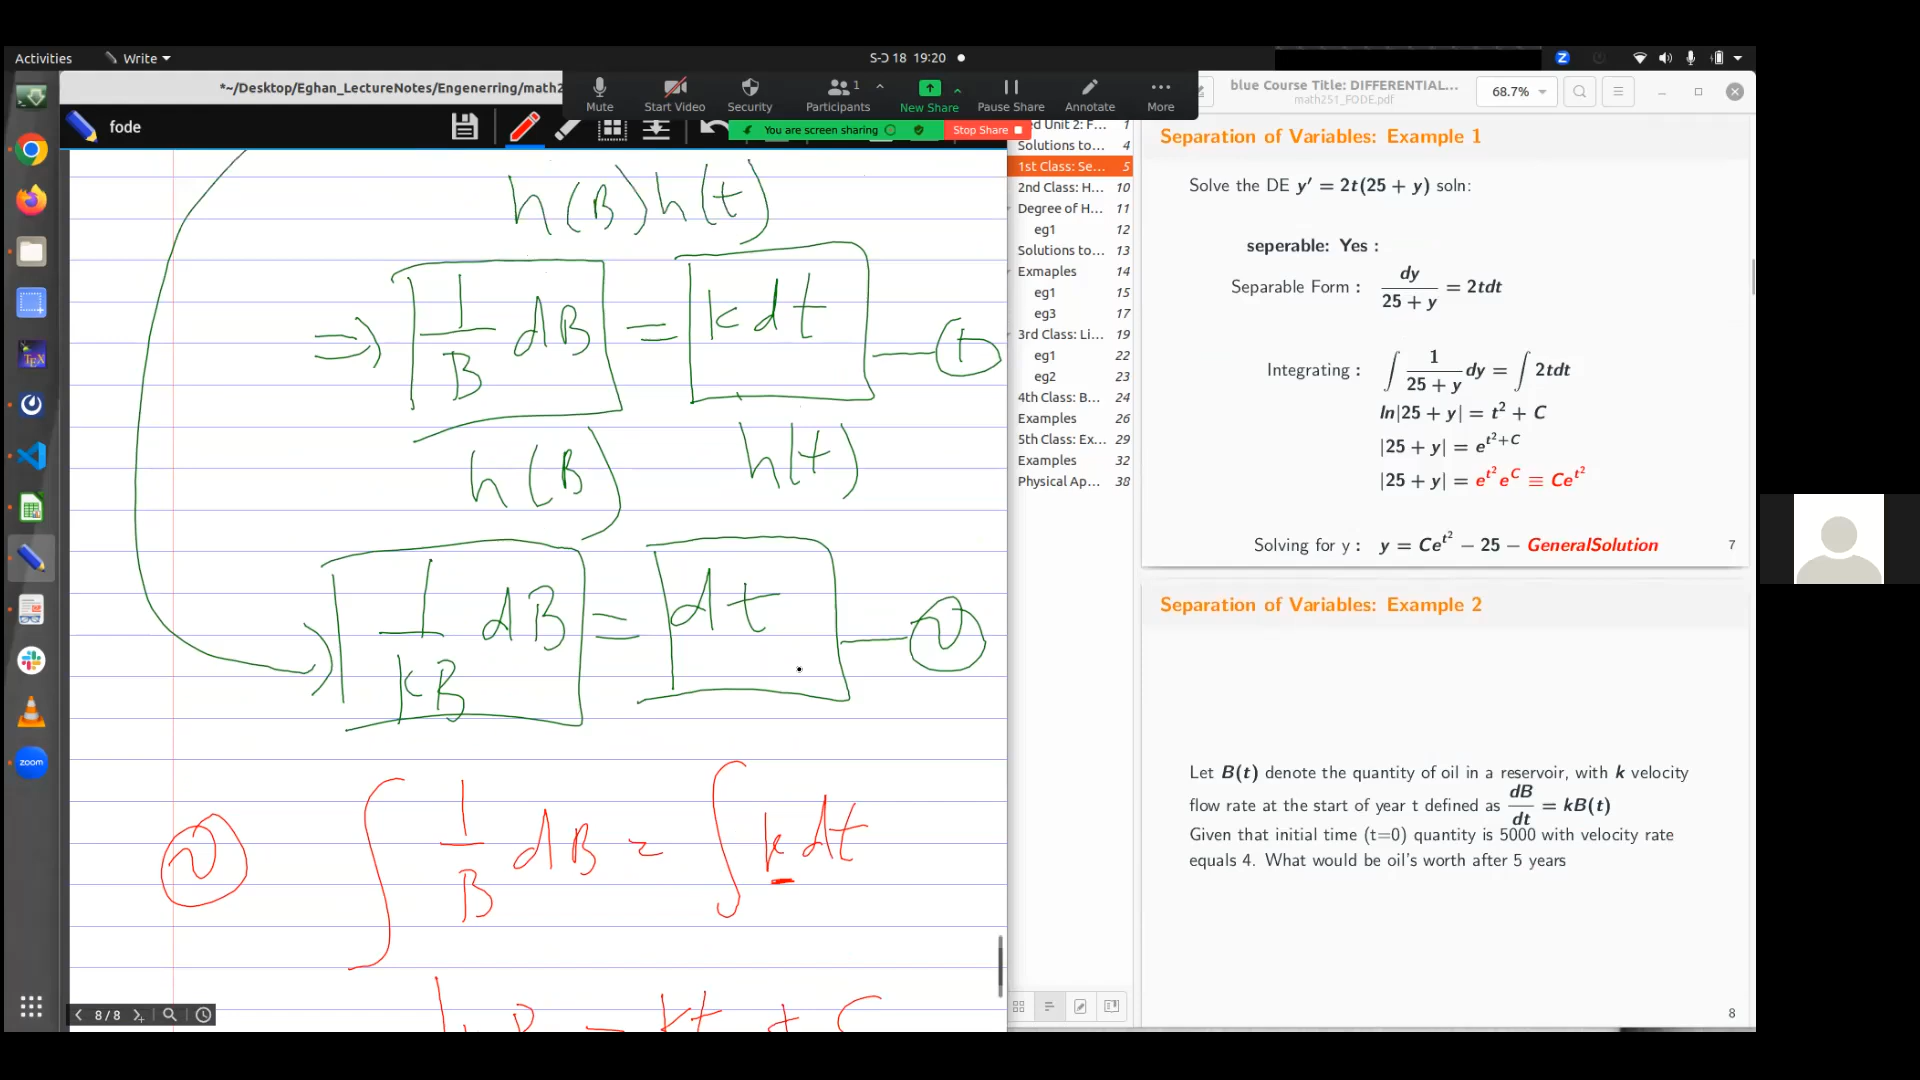 Activities
Write
S-D 18 19:20
*~/Desktop/Eghan_LectureNotes/Engenerring/math2
Mute
Start Video
Security
Participants
1
New Share
Pause Share
Annotate
More
You are screen sharing
Stop Share
fode
h(B)h(t)
⇒ 1/B dB = k dt
h(B) h(t)
1/kB dB = dt
∫ 1/B dB = ∫ k dt
ln B = kt + C
8/8
blue Course Title: DIFFERENTIAL...
math251_FODE.pdf
68.7%
ed Unit 2: F... 1
Solutions to... 4
1st Class: Se... 5
2nd Class: H... 10
Degree of H... 11
eg1 12
Solutions to... 13
Exmaples 14
eg1 15
eg3 17
3rd Class: Li... 19
eg1 22
eg2 23
4th Class: B... 24
Examples 26
5th Class: Ex... 29
Examples 32
Physical Ap... 38
Separation of Variables: Example 1
Solve the DE y′ = 2t(25 + y) soln:
seperable: Yes :
Separable Form : dy/25 + y = 2tdt
Integrating : ∫ 1/25 + y dy = ∫ 2tdt
ln|25 + y| = t² + C
|25 + y| = e^t²+C
|25 + y| = e^t² e^C ≡ Ce^t²
Solving for y : y = Ce^t² − 25 − GeneralSolution
7
Separation of Variables: Example 2
Let B(t) denote the quantity of oil in a reservoir, with k velocity
flow rate at the start of year t defined as dB/dt = kB(t)
Given that initial time (t=0) quantity is 5000 with velocity rate
equals 4. What would be oil's worth after 5 years
8
TEX
zoom
Z